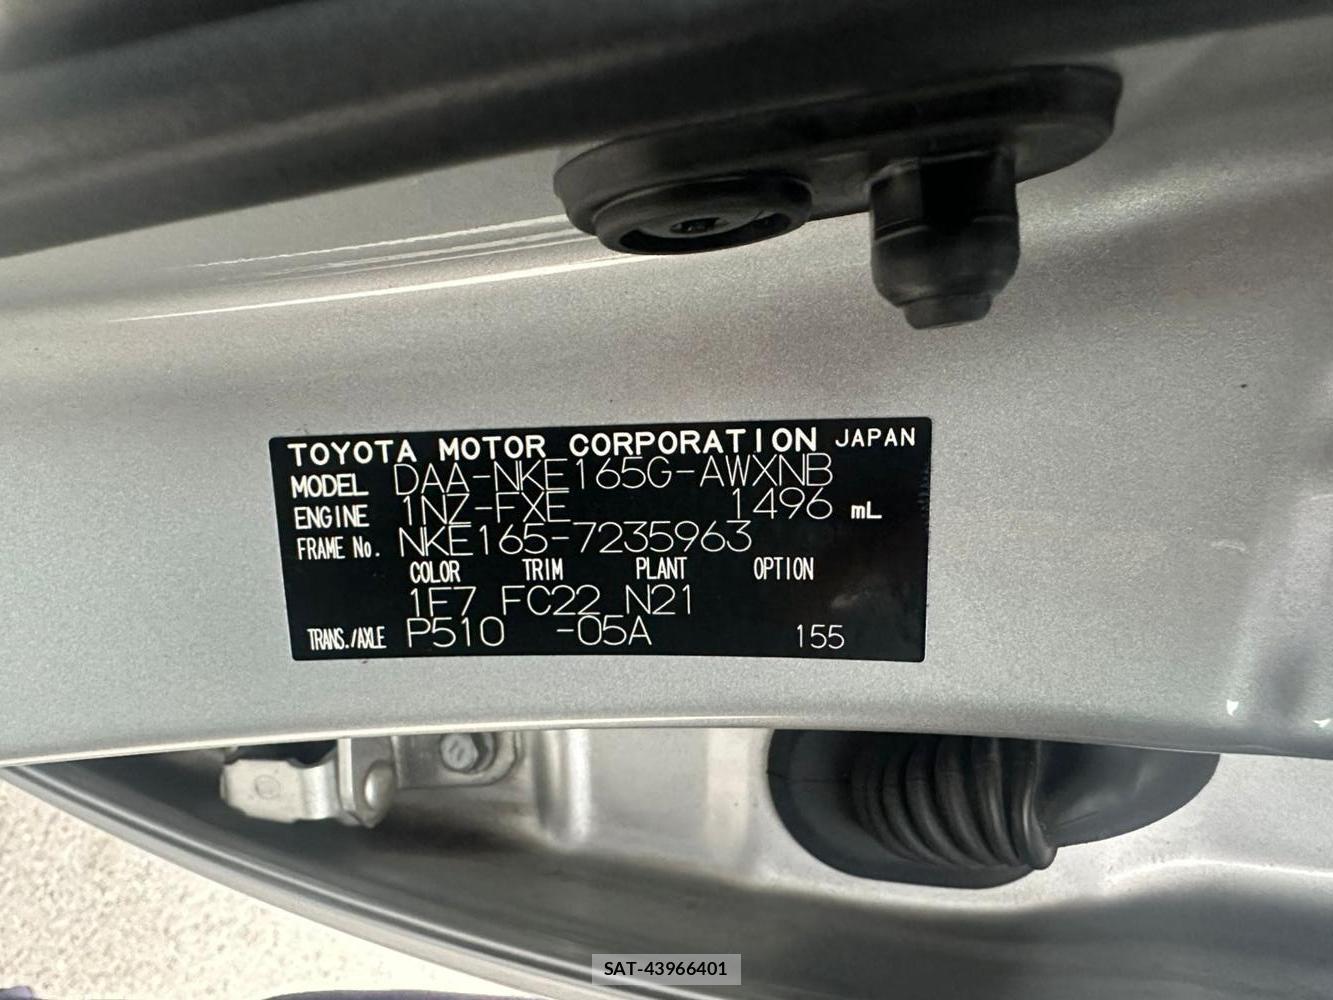 TOYOTA MOTOR CORPORATION JAPAN
MODEL DAA-NKE165G-AWXNB
ENGINE 1NZ-FXE 1496 mL
FRAME No. NKE165-7235963
COLOR TRIM PLANT OPTION
1F7 FC22 N21
TRANS./AXLE P510 -05A 155
SAT-43966401